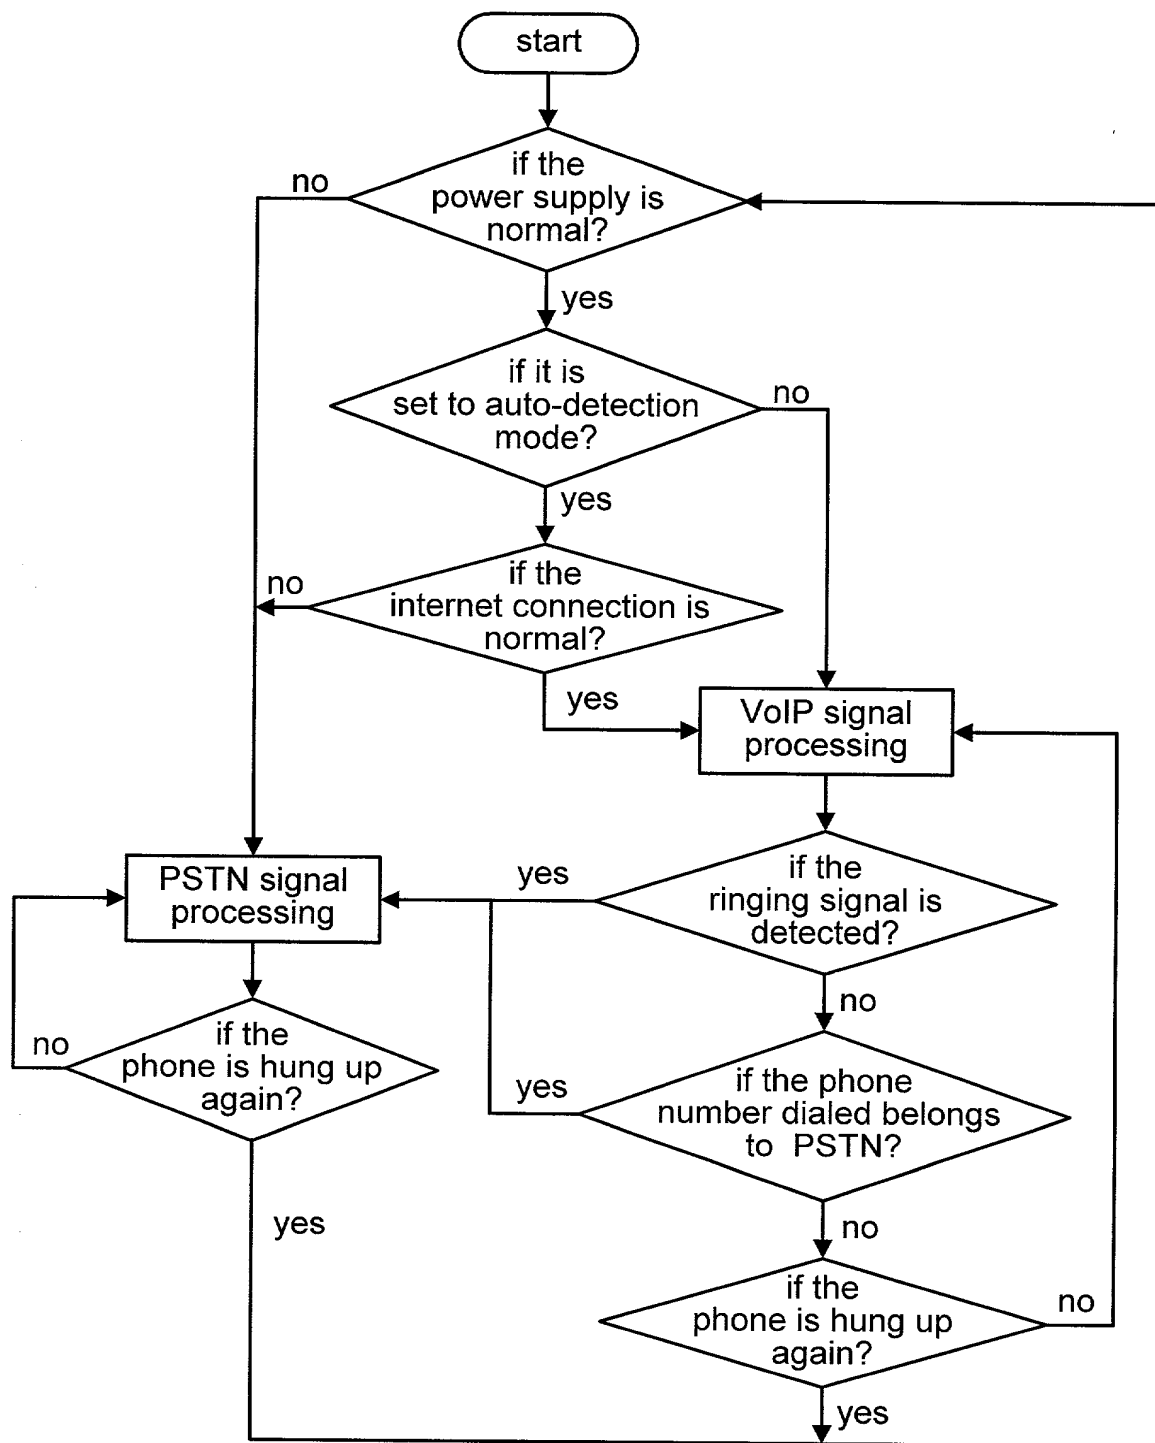 start
if the
power supply is
normal?
no
yes
if it is
set to auto-detection
mode?
no
yes
if the
internet connection is
normal?
no
yes
VoIP signal
processing
PSTN signal
processing
yes
if the
ringing signal is
detected?
no
if the
phone is hung up
again?
no
yes
if the phone
number dialed belongs
to PSTN?
yes
no
if the
phone is hung up
again?
no
yes